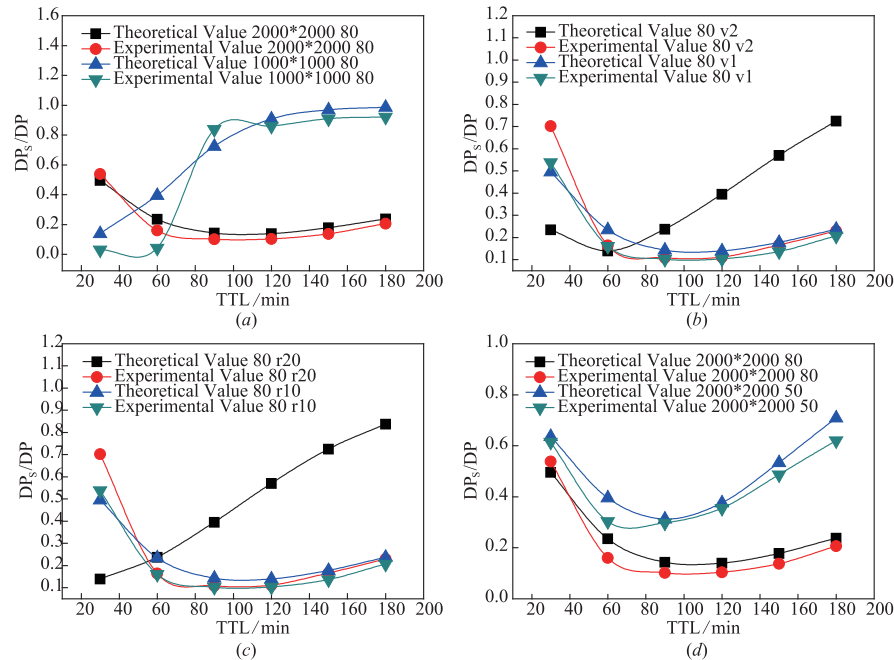 1.6
1.4
1.2
1.0
0.8
0.6
0.4
0.2
0.0
DPS/DP
Theoretical Value 2000*2000 80
Experimental Value 2000*2000 80
Theoretical Value 1000*1000 80
Experimental Value 1000*1000 80
20 40 60 80 100 120 140 160 180 200
TTL/min
(a)
1.2
1.1
1.0
0.9
0.8
0.7
0.6
0.5
0.4
0.3
0.2
0.1
DPS/DP
Theoretical Value 80 v2
Experimental Value 80 v2
Theoretical Value 80 v1
Experimental Value 80 v1
20 40 60 80 100 120 140 160 180 200
TTL/min
(b)
1.2
1.1
1.0
0.9
0.8
0.7
0.6
0.5
0.4
0.3
0.2
0.1
DPS/DP
Theoretical Value 80 r20
Experimental Value 80 r20
Theoretical Value 80 r10
Experimental Value 80 r10
20 40 60 80 100 120 140 160 180 200
TTL/min
(c)
1.0
0.8
0.6
0.4
0.2
0.0
DPS/DP
Theoretical Value 2000*2000 80
Experimental Value 2000*2000 80
Theoretical Value 2000*2000 50
Experimental Value 2000*2000 50
20 40 60 80 100 120 140 160 180 200
TTL/min
(d)